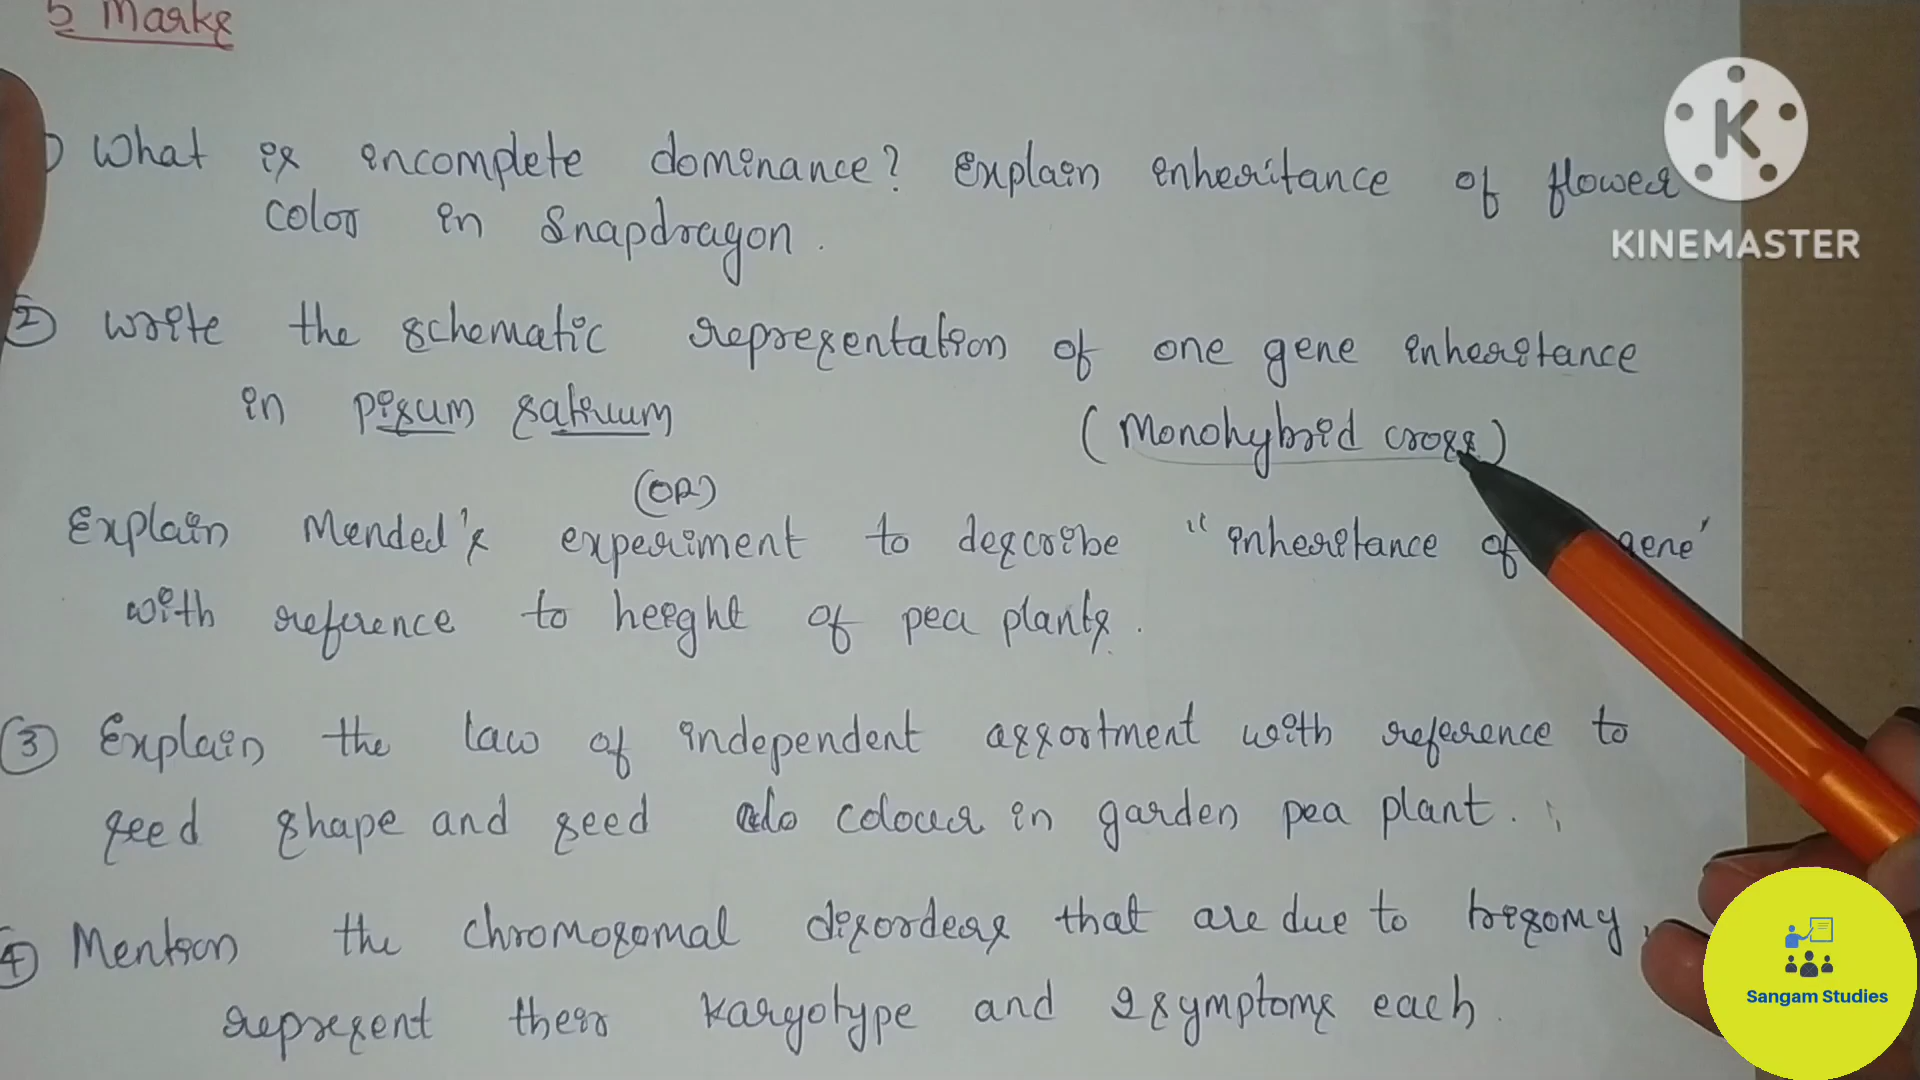 5 Marks
1) What is incomplete dominance? Explain inheritance of flower
color in Snapdragon.
② Write the schematic representation of one gene inheritance
in pisum sativum
(Monohybrid cross)
(OR)
Explain Mendel's experiment to describe "inheritance of gene"
with reference to height of pea plants.
③ Explain the law of independent assortment with reference to
seed shape and seed colour in garden pea plant.
④ Mention the chromosomal disorders that are due to trisomy,
represent their karyotype and 2 symptoms each.
K
KINEMASTER
Sangam Studies